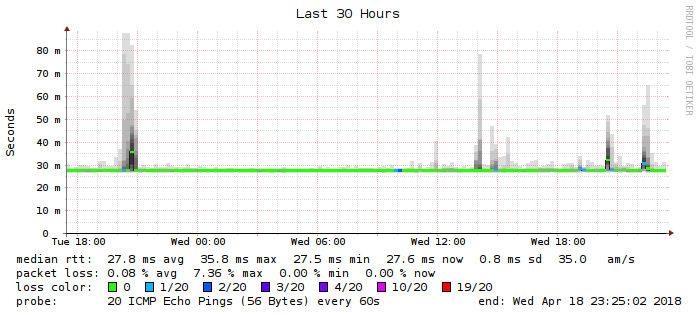 Last 30 Hours
RRDTOOL / TOBI OETIKER
Seconds
80 m
70 m
60 m
50 m
40 m
30 m
20 m
10 m
0
Tue 18:00 Wed 00:00 Wed 06:00 Wed 12:00 Wed 18:00
median rtt: 27.8 ms avg 35.8 ms max 27.5 ms min 27.6 ms now 0.8 ms sd 35.0 am/s
packet loss: 0.08 % avg 7.36 % max 0.00 % min 0.00 % now
loss color: 0 1/20 2/20 3/20 4/20 10/20 19/20
probe: 20 ICMP Echo Pings (56 Bytes) every 60s end: Wed Apr 18 23:25:02 2018